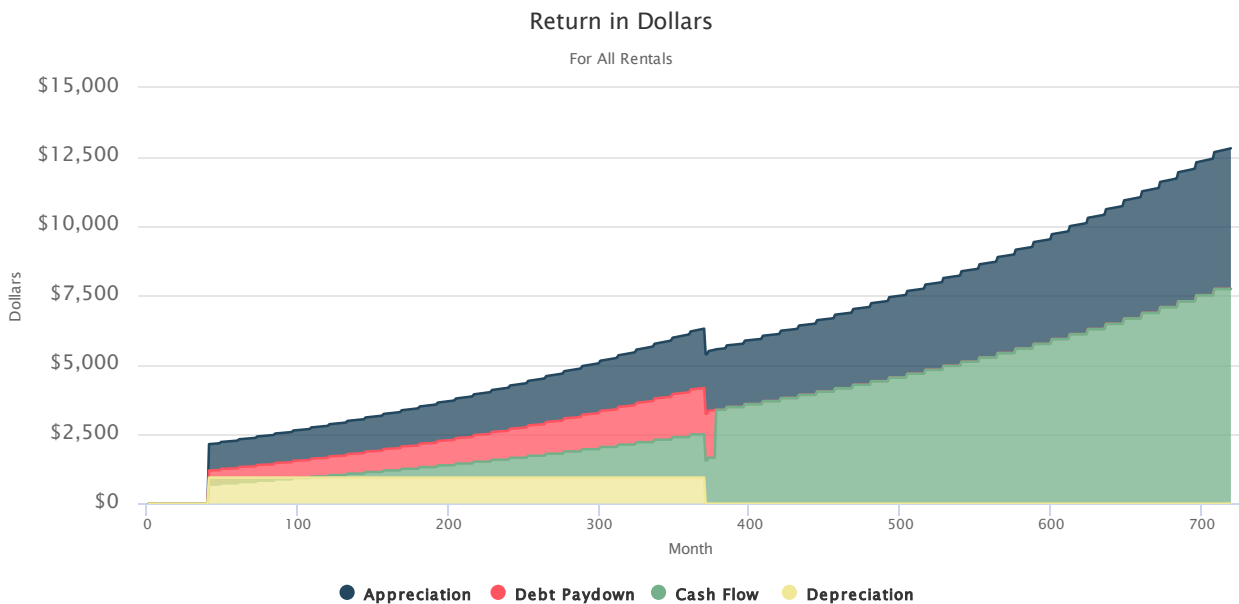 Return in Dollars
For All Rentals
$15,000
$12,500
$10,000
$7,500
$5,000
$2,500
$0
Dollars
0 100 200 300 400 500 600 700
Month
Appreciation Debt Paydown Cash Flow Depreciation